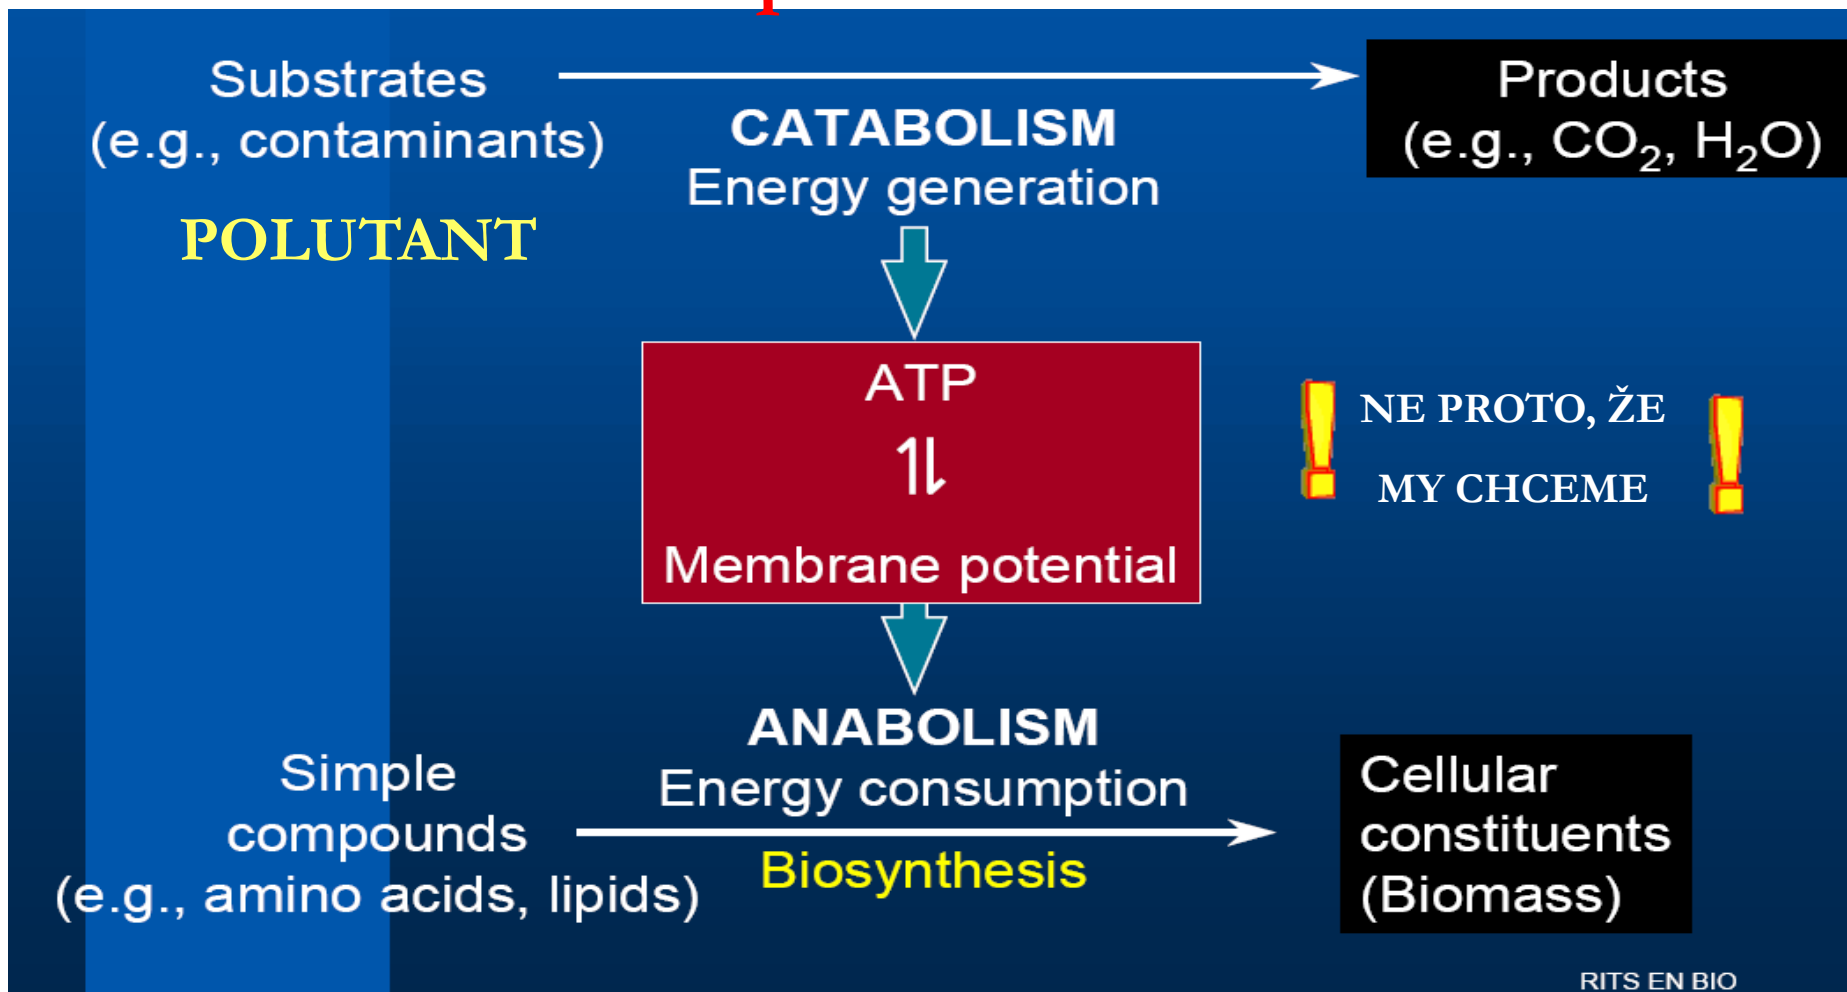 Substrates
(e.g., contaminants)
POLUTANT
CATABOLISM
Energy generation
Products
(e.g., CO₂, H₂O)
ATP
⥮
Membrane potential
NE PROTO, ŽE
MY CHCEME
ANABOLISM
Energy consumption
Biosynthesis
Simple
compounds
(e.g., amino acids, lipids)
Cellular
constituents
(Biomass)
RITS EN BIO